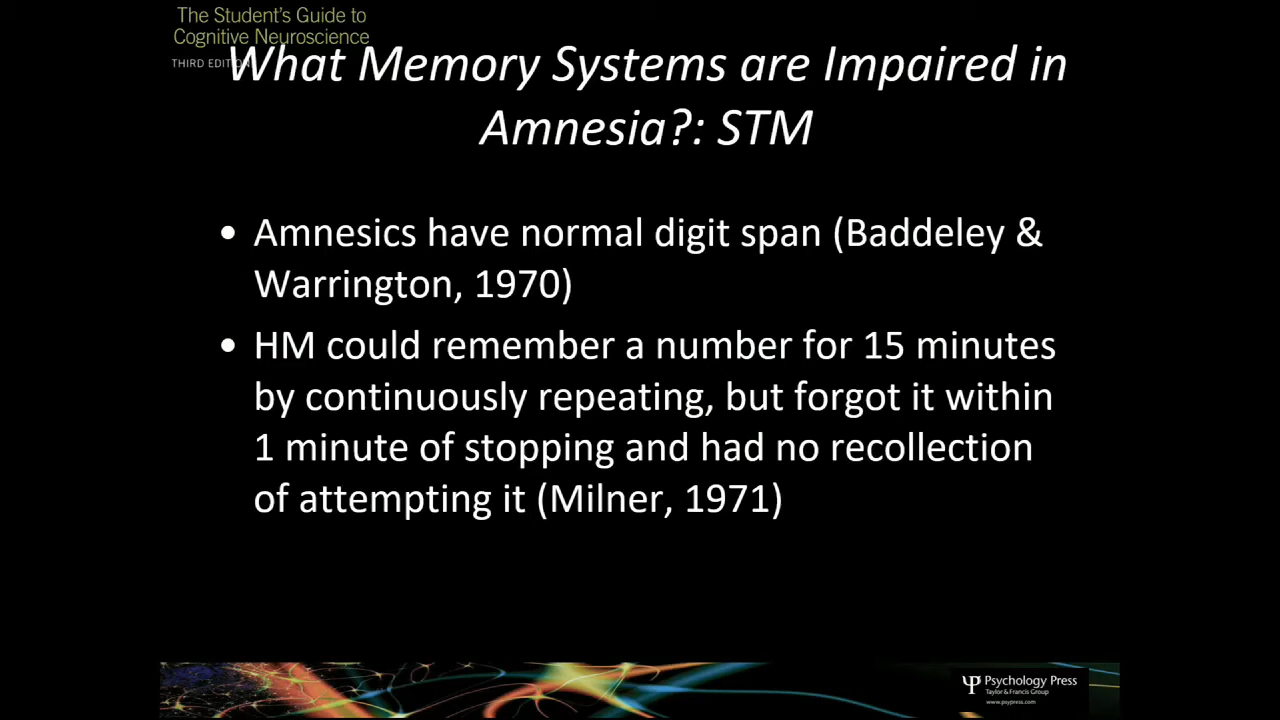 The Student's Guide to
Cognitive Neuroscience
THIRD EDITION
What Memory Systems are Impaired in
Amnesia?: STM
• Amnesics have normal digit span (Baddeley &
Warrington, 1970)
• HM could remember a number for 15 minutes
by continuously repeating, but forgot it within
1 minute of stopping and had no recollection
of attempting it (Milner, 1971)
Psychology Press
Taylor & Francis Group
www.psypress.com